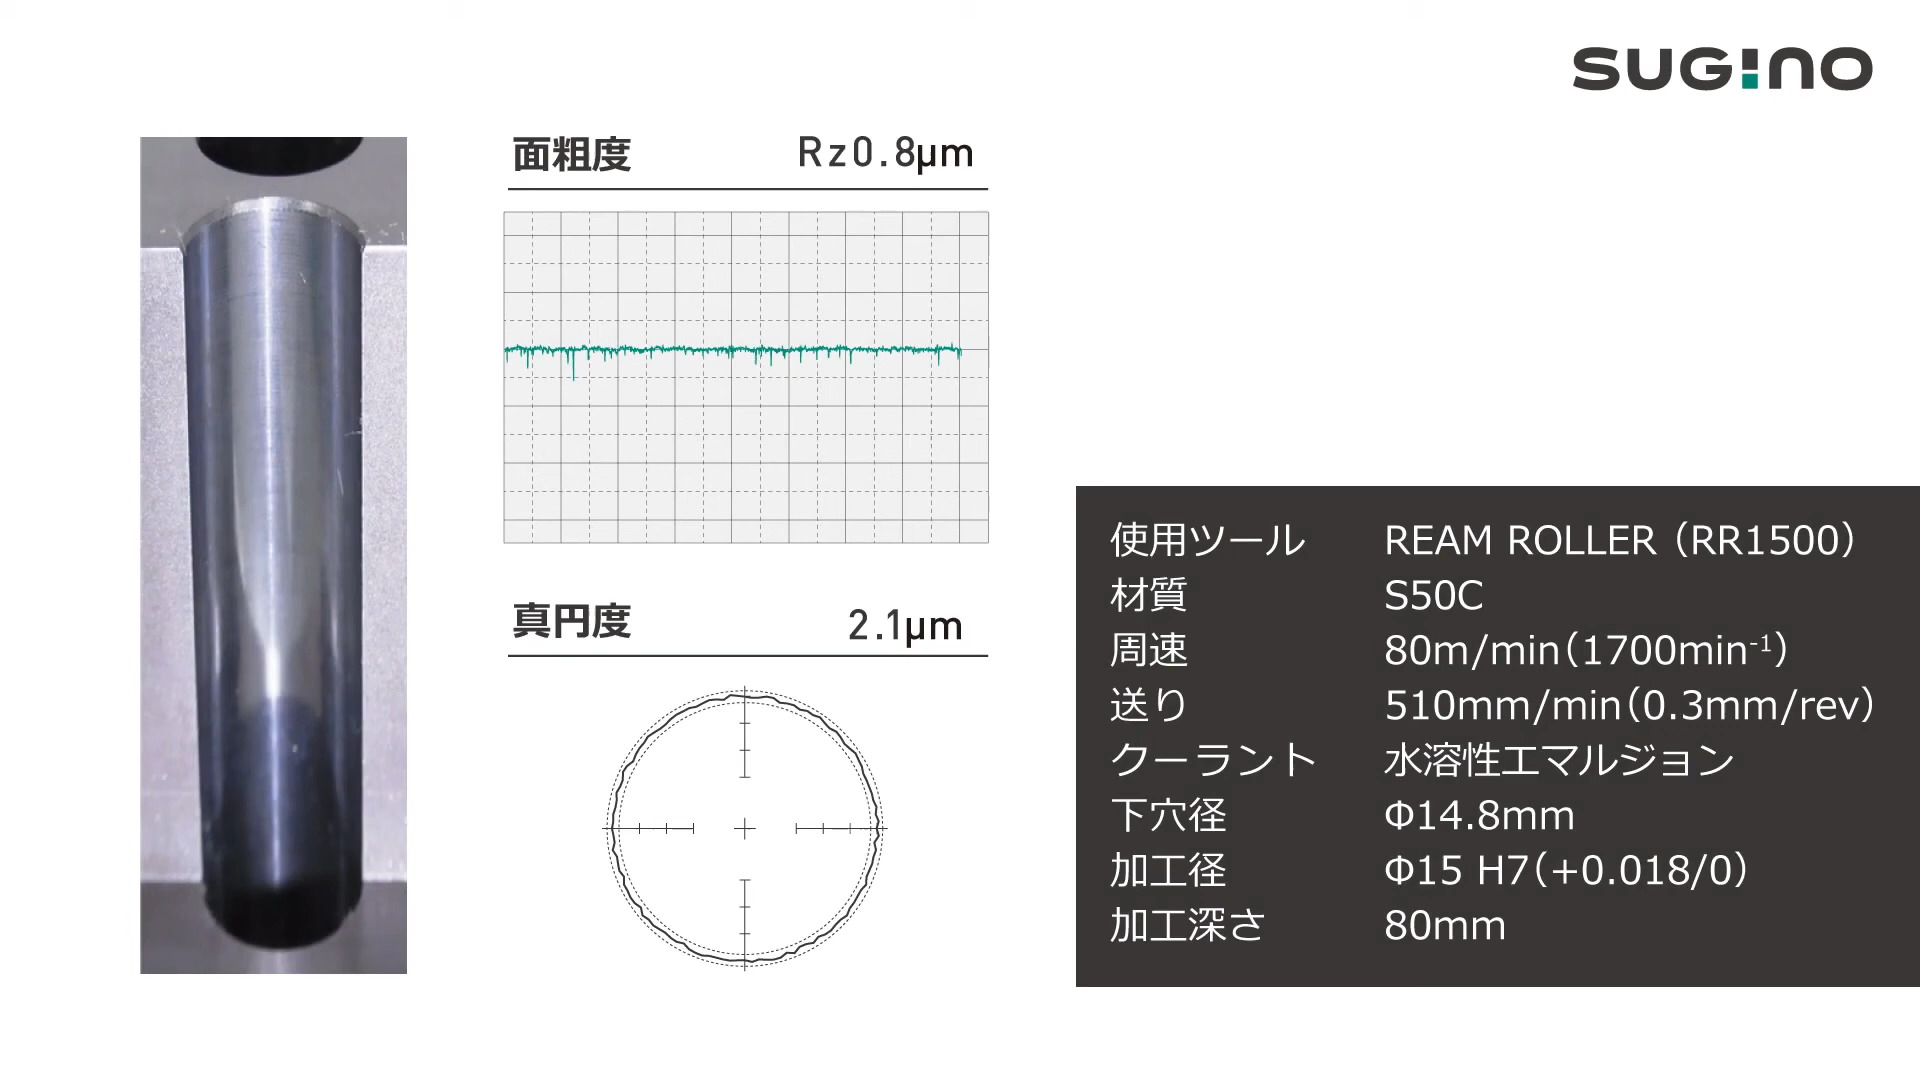 SUGINO
面粗度 Rz0.8μm
真円度 2.1μm
使用ツール REAM ROLLER（RR1500）
材質 S50C
周速 80m/min（1700min⁻¹）
送り 510mm/min（0.3mm/rev）
クーラント 水溶性エマルジョン
下穴径 Φ14.8mm
加工径 Φ15 H7（+0.018/0）
加工深さ 80mm